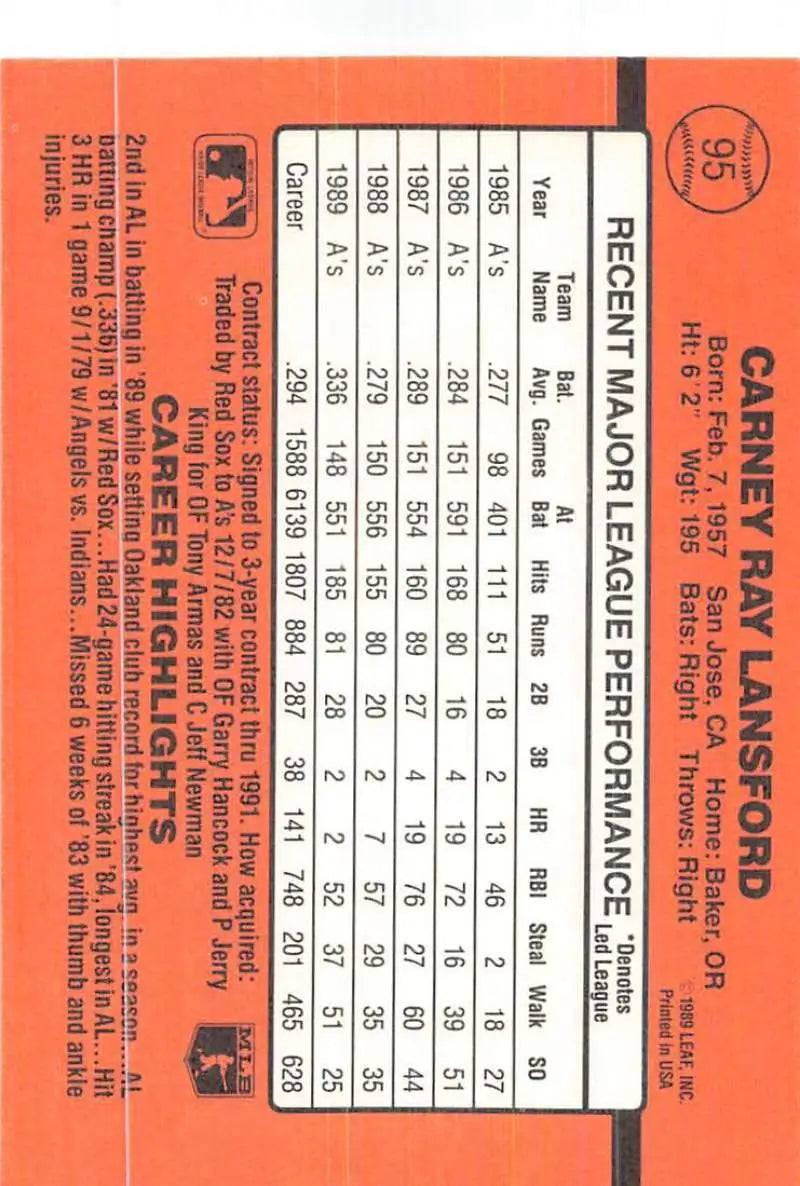 95
CARNEY RAY LANSFORD
Born: Feb. 7, 1957 San Jose, CA Home: Baker, OR
Ht: 6'2" Wgt: 195 Bats: Right Throws: Right
© 1989 LEAF, INC.
Printed in USA
RECENT MAJOR LEAGUE PERFORMANCE *Denotes
Led League
Year Team Name Bat. Avg. Games At Bat Hits Runs 2B 3B HR RBI Steal Walk SO
1985 A's .277 98 401 111 51 18 2 13 46 2 18 27
1986 A's .284 151 591 168 80 16 4 19 72 16 39 51
1987 A's .289 151 554 160 89 27 4 19 76 27 60 44
1988 A's .279 150 556 155 80 20 2 7 57 29 35 35
1989 A's .336 148 551 185 81 28 2 2 52 37 51 25
Career .294 1588 6139 1807 884 287 38 141 748 201 465 628
Contract status: Signed to 3-year contract thru 1991. How acquired:
Traded by Red Sox to A's 12/7/82 with OF Garry Hancock and P Jerry
King for OF Tony Armas and C Jeff Newman
MLB
CAREER HIGHLIGHTS
2nd in AL in batting in '89 while setting Oakland club record for highest avg. in a season...AL
batting champ (.336) in '81 w/Red Sox...Had 24-game hitting streak in '84, longest in AL...Hit
3 HR in 1 game 9/1/79 w/Angels vs. Indians...Missed 6 weeks of '83 with thumb and ankle
injuries.